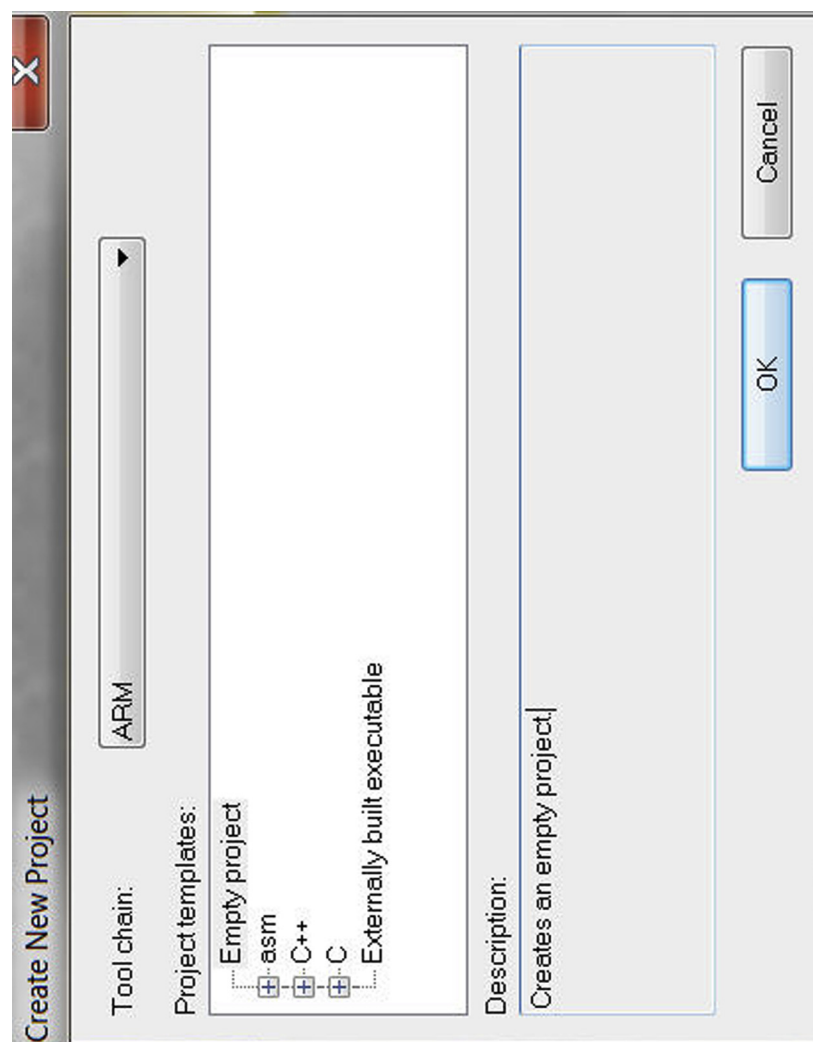 Create New Project
Tool chain:
ARM
Project templates:
Empty project
asm
C++
C
Externally built executable
Description:
Creates an empty project.
OK
Cancel